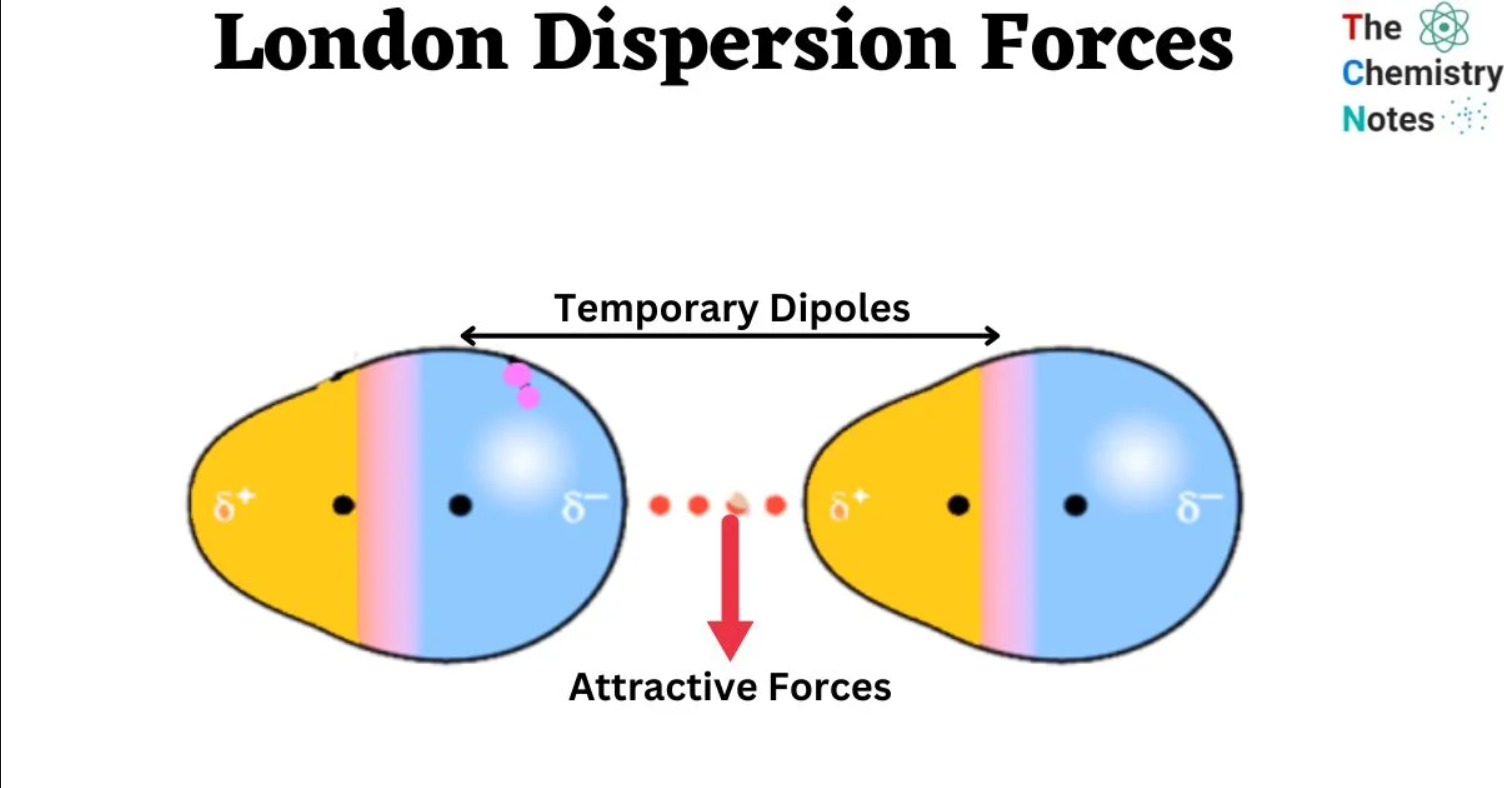 London Dispersion Forces
The
Chemistry
Notes
Temporary Dipoles
δ+
δ−
δ+
δ−
Attractive Forces